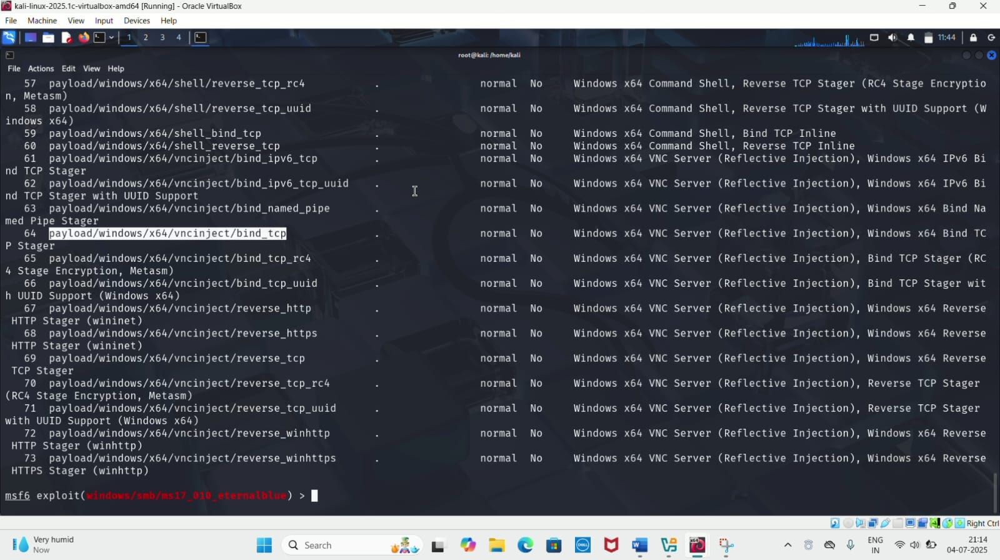 kali-linux-2025.1c-virtualbox-amd64 [Running] - Oracle VirtualBox
File Machine View Input Devices Help
1 2 3 4 11:44
root@kali: /home/kali
File Actions Edit View Help
57 payload/windows/x64/shell/reverse_tcp_rc4 . normal No Windows x64 Command Shell, Reverse TCP Stager (RC4 Stage Encryptio
n, Metasm)
58 payload/windows/x64/shell/reverse_tcp_uuid . normal No Windows x64 Command Shell, Reverse TCP Stager with UUID Support (W
indows x64)
59 payload/windows/x64/shell_bind_tcp . normal No Windows x64 Command Shell, Bind TCP Inline
60 payload/windows/x64/shell_reverse_tcp . normal No Windows x64 Command Shell, Reverse TCP Inline
61 payload/windows/x64/vncinject/bind_ipv6_tcp . normal No Windows x64 VNC Server (Reflective Injection), Windows x64 IPv6 Bi
nd TCP Stager
62 payload/windows/x64/vncinject/bind_ipv6_tcp_uuid . normal No Windows x64 VNC Server (Reflective Injection), Windows x64 IPv6 Bi
nd TCP Stager with UUID Support
63 payload/windows/x64/vncinject/bind_named_pipe . normal No Windows x64 VNC Server (Reflective Injection), Windows x64 Bind Na
med Pipe Stager
64 payload/windows/x64/vncinject/bind_tcp . normal No Windows x64 VNC Server (Reflective Injection), Windows x64 Bind TC
P Stager
65 payload/windows/x64/vncinject/bind_tcp_rc4 . normal No Windows x64 VNC Server (Reflective Injection), Bind TCP Stager (RC
4 Stage Encryption, Metasm)
66 payload/windows/x64/vncinject/bind_tcp_uuid . normal No Windows x64 VNC Server (Reflective Injection), Bind TCP Stager wit
h UUID Support (Windows x64)
67 payload/windows/x64/vncinject/reverse_http . normal No Windows x64 VNC Server (Reflective Injection), Windows x64 Reverse
HTTP Stager (wininet)
68 payload/windows/x64/vncinject/reverse_https . normal No Windows x64 VNC Server (Reflective Injection), Windows x64 Reverse
HTTP Stager (wininet)
69 payload/windows/x64/vncinject/reverse_tcp . normal No Windows x64 VNC Server (Reflective Injection), Windows x64 Reverse
TCP Stager
70 payload/windows/x64/vncinject/reverse_tcp_rc4 . normal No Windows x64 VNC Server (Reflective Injection), Reverse TCP Stager
(RC4 Stage Encryption, Metasm)
71 payload/windows/x64/vncinject/reverse_tcp_uuid . normal No Windows x64 VNC Server (Reflective Injection), Reverse TCP Stager
with UUID Support (Windows x64)
72 payload/windows/x64/vncinject/reverse_winhttp . normal No Windows x64 VNC Server (Reflective Injection), Windows x64 Reverse
HTTP Stager (winhttp)
73 payload/windows/x64/vncinject/reverse_winhttps . normal No Windows x64 VNC Server (Reflective Injection), Windows x64 Reverse
HTTPS Stager (winhttp)
msf6 exploit(windows/smb/ms17_010_eternalblue) >
Right Ctrl
Very humid
Now
Search
DELL
ENG
IN
21:14
04-07-2025